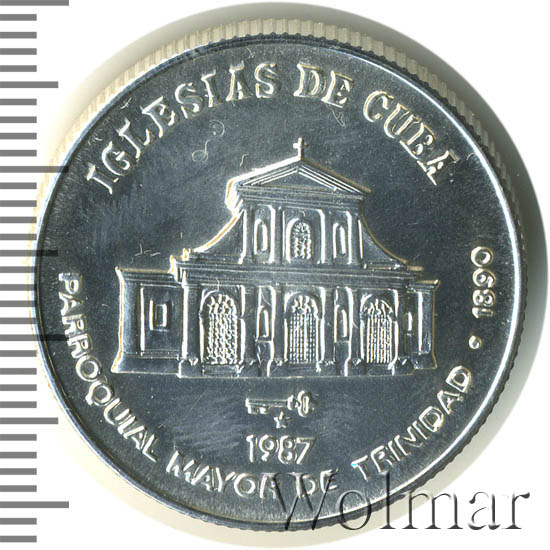 IGLESIAS DE CUBA
PARROQUIAL MAYOR DE TRINIDAD • 1890
1987
Wolmar